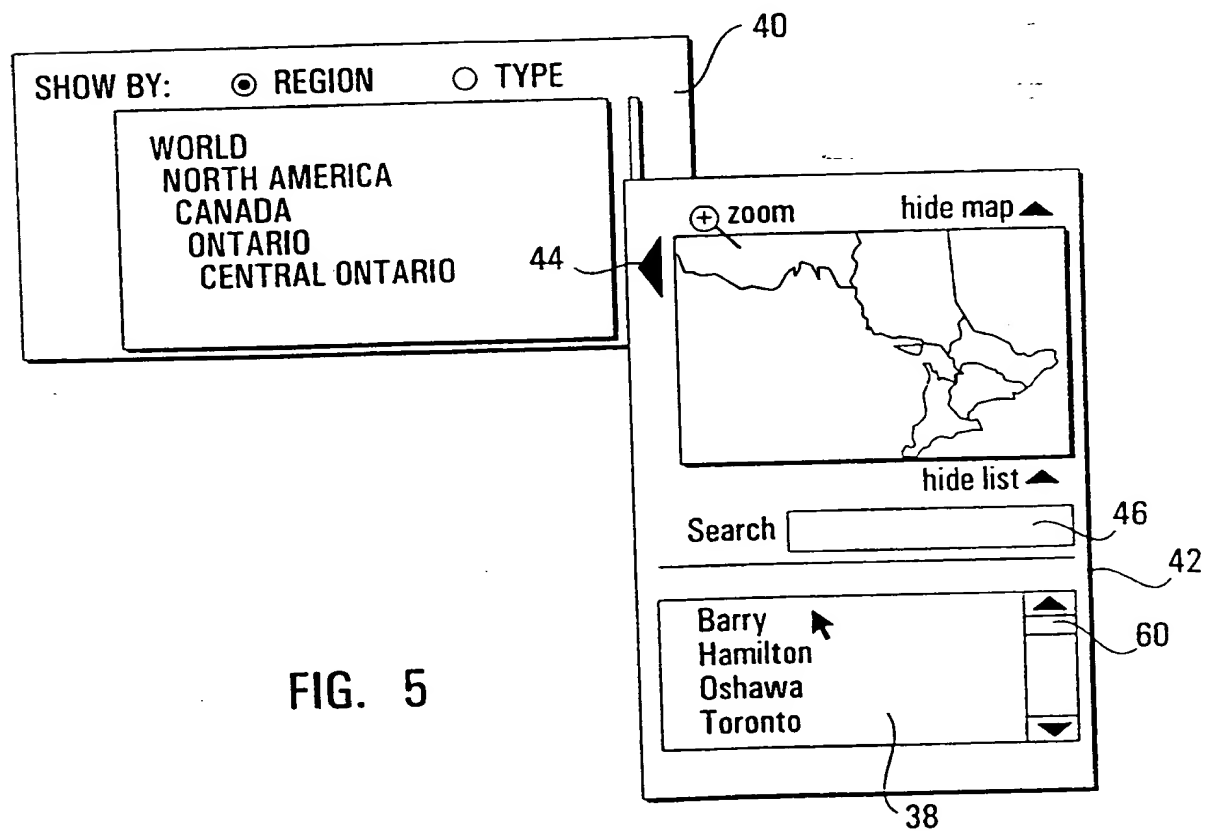 40
SHOW BY: REGION TYPE
WORLD
NORTH AMERICA
CANADA
ONTARIO
CENTRAL ONTARIO
zoom hide map
44
hide list
Search
46
42
Barry
Hamilton
Oshawa
Toronto
60
38
FIG. 5